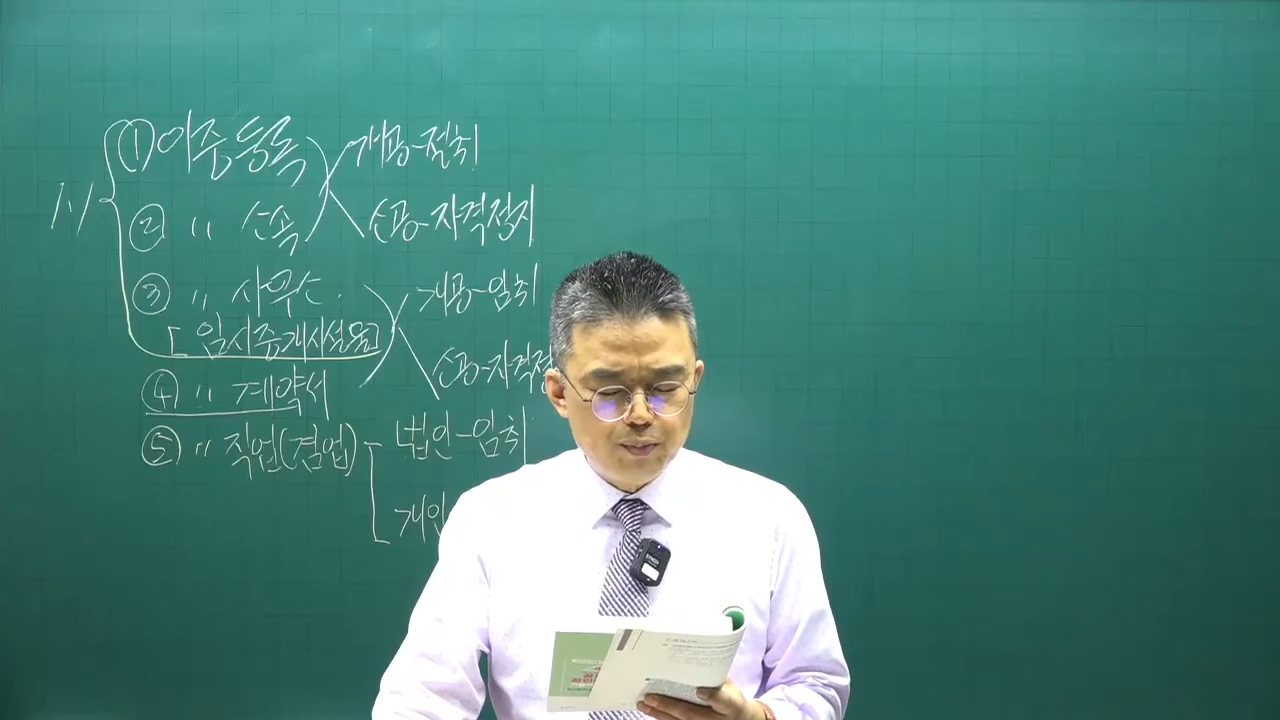 1.1
① 이중등록 개공-절취
② 〃 소속 소공-자격정지
③ 〃 사무소. 개공-임취
[임시중개시설물]
소공-자격정
④ 〃 계약서
⑤ 〃 직업(겸업) 법인-임취
개인